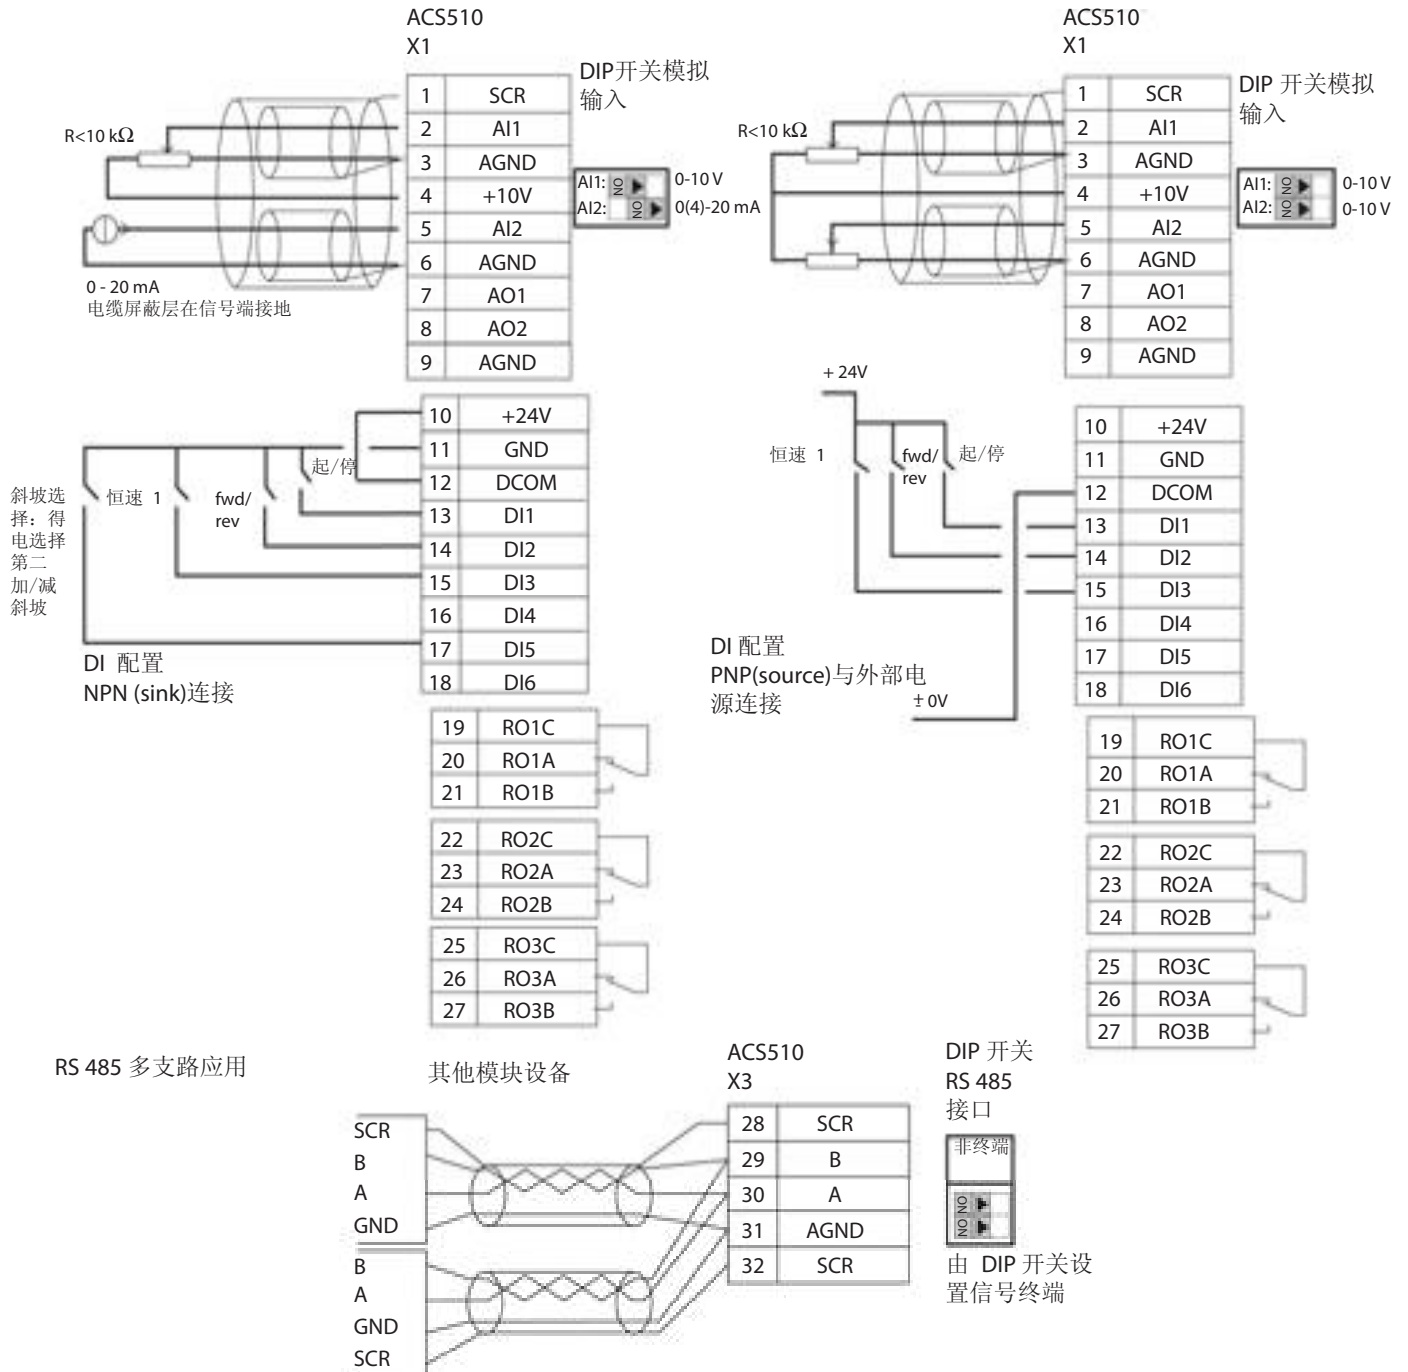 ACS510
X1
DIP开关模拟
输入
R<10 kΩ
1 SCR
2 AI1
3 AGND
4 +10V
5 AI2
6 AGND
7 AO1
8 AO2
9 AGND
AI1: ON 0-10 V
AI2: ON 0(4)-20 mA
0 - 20 mA
电缆屏蔽层在信号端接地
10 +24V
11 GND
12 DCOM
13 DI1
14 DI2
15 DI3
16 DI4
17 DI5
18 DI6
斜坡选
择：得
电选择
第二
加/减
斜坡
恒速 1
fwd/
rev
起/停
DI 配置
NPN (sink)连接
19 RO1C
20 RO1A
21 RO1B
22 RO2C
23 RO2A
24 RO2B
25 RO3C
26 RO3A
27 RO3B
ACS510
X1
DIP 开关模拟
输入
R<10 kΩ
1 SCR
2 AI1
3 AGND
4 +10V
5 AI2
6 AGND
7 AO1
8 AO2
9 AGND
AI1: ON 0-10 V
AI2: ON 0-10 V
+ 24V
恒速 1
fwd/
rev
起/停
10 +24V
11 GND
12 DCOM
13 DI1
14 DI2
15 DI3
16 DI4
17 DI5
18 DI6
DI 配置
PNP(source)与外部电
源连接
± 0V
19 RO1C
20 RO1A
21 RO1B
22 RO2C
23 RO2A
24 RO2B
25 RO3C
26 RO3A
27 RO3B
RS 485 多支路应用
其他模块设备
SCR
B
A
GND
B
A
GND
SCR
ACS510
X3
28 SCR
29 B
30 A
31 AGND
32 SCR
DIP 开关
RS 485
接口
非终端
ON
ON
由 DIP 开关设
置信号终端